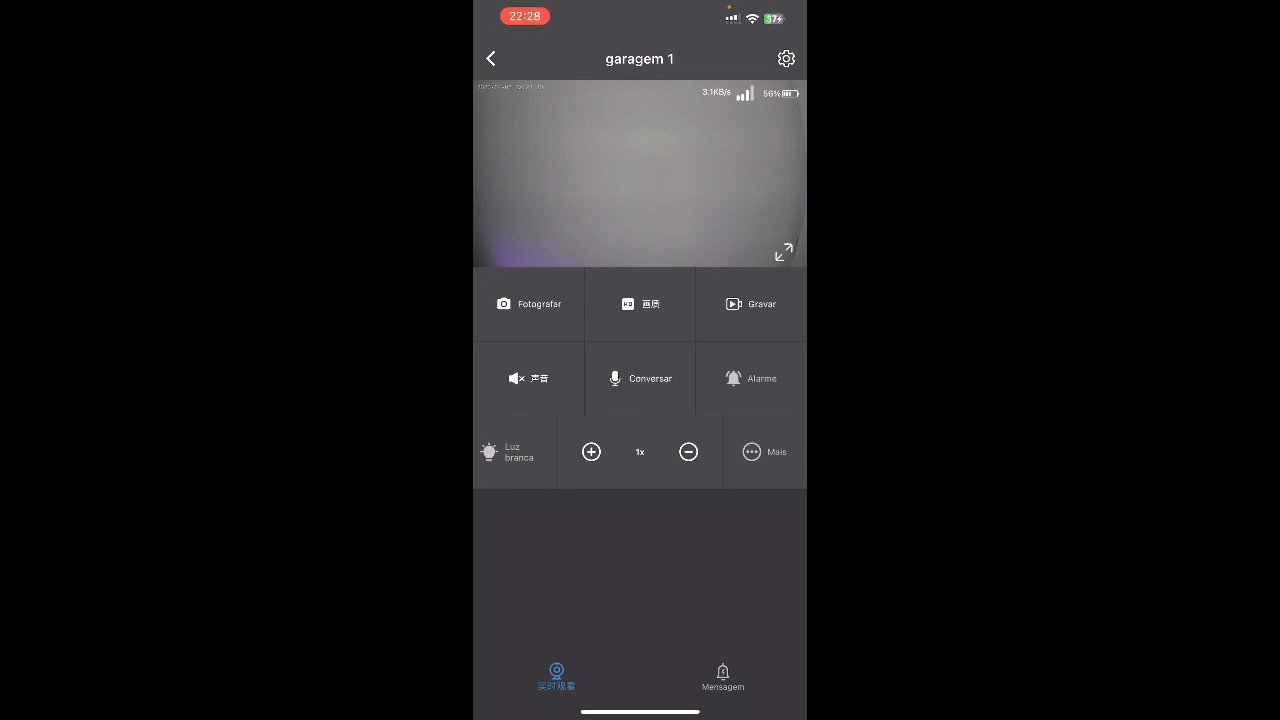 22:28
37
garagem 1
3.1KB/s
56%
Fotografar
HD 画质
Gravar
声音
Conversar
Alarme
Luz
branca
1x
Mais
实时观看
Mensagem